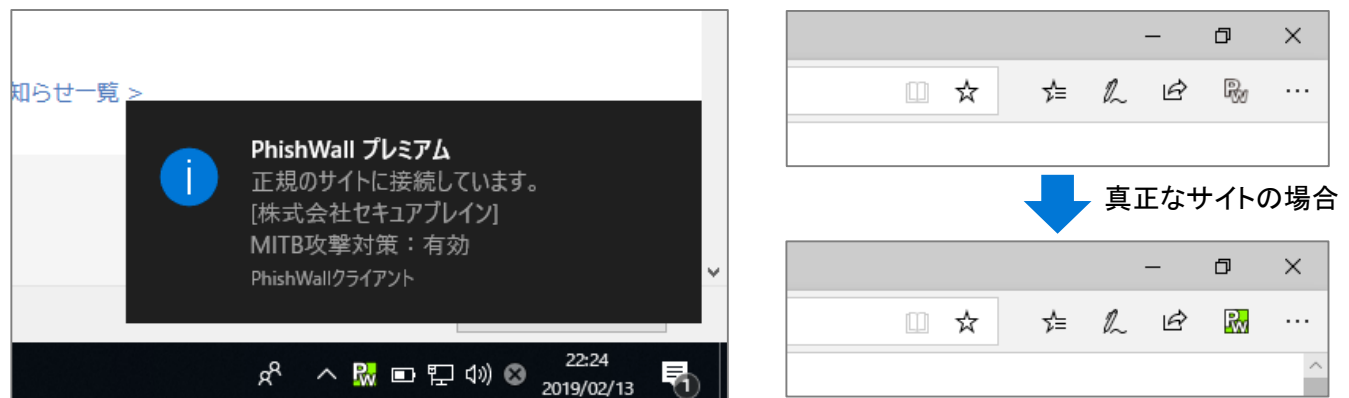 知らせ一覧 >
PhishWall プレミアム
正規のサイトに接続しています。
[株式会社セキュアブレイン]
MITB攻撃対策：有効
PhishWallクライアント
PW
22:24
2019/02/13
1
PW
真正なサイトの場合
PW